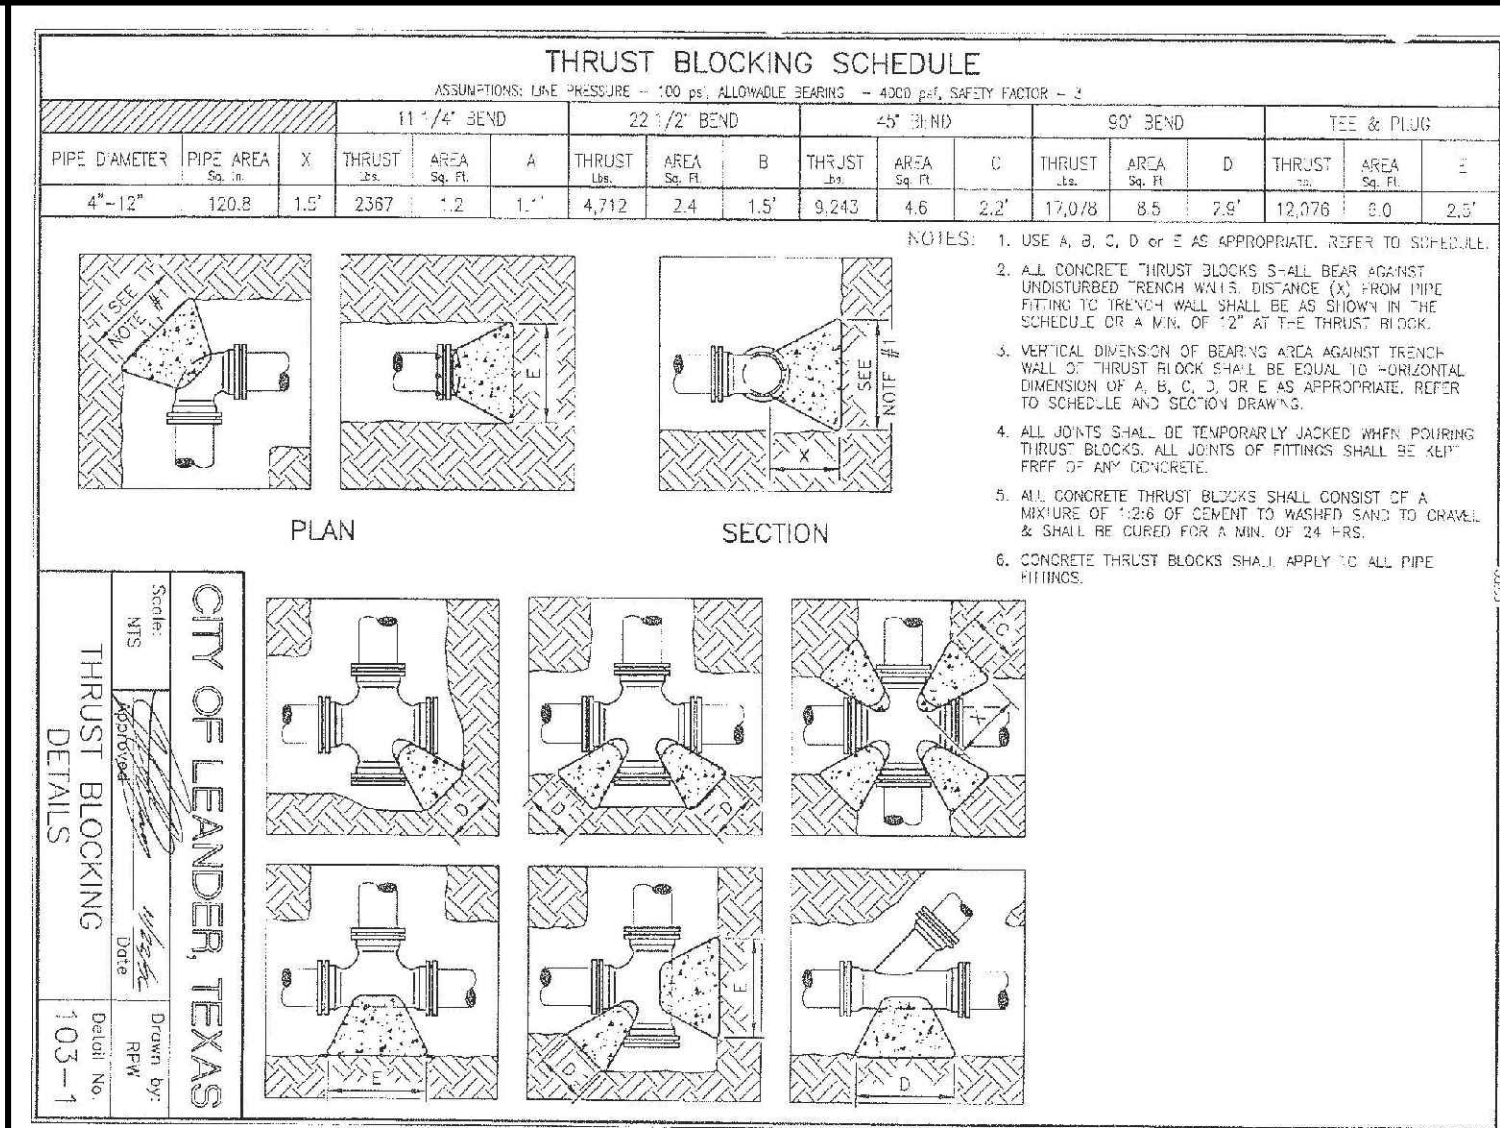 THRUST BLOCKING SCHEDULE
ASSUMPTIONS: LINE PRESSURE - 100 psi, ALLOWABLE BEARING - 4000 psf, SAFETY FACTOR - 2
11 1/4° BEND 22 1/2° BEND 45° BEND 90° BEND TEE & PLUG
PIPE DIAMETER PIPE AREA Sq. In. X THRUST Lbs. AREA Sq. Ft. A THRUST Lbs. AREA Sq. Ft. B THRUST Lbs. AREA Sq. Ft. C THRUST Lbs. AREA Sq. Ft. D THRUST AREA Sq. Ft. E
4"-12" 120.8 1.5' 2367 1.2 1.1' 4,712 2.4 1.5' 9,243 4.6 2.2' 17,078 8.5 2.9' 12,076 6.0 2.5'
NOTES: 1. USE A, B, C, D or E AS APPROPRIATE. REFER TO SCHEDULE.
2. ALL CONCRETE THRUST BLOCKS SHALL BEAR AGAINST
UNDISTURBED TRENCH WALLS. DISTANCE (X) FROM PIPE
FITTING TO TRENCH WALL SHALL BE AS SHOWN IN THE
SCHEDULE OR A MIN. OF 12" AT THE THRUST BLOCK.
3. VERTICAL DIMENSION OF BEARING AREA AGAINST TRENCH
WALL OF THRUST BLOCK SHALL BE EQUAL TO HORIZONTAL
DIMENSION OF A, B, C, D, OR E AS APPROPRIATE. REFER
TO SCHEDULE AND SECTION DRAWING.
4. ALL JOINTS SHALL BE TEMPORARILY JACKED WHEN POURING
THRUST BLOCKS. ALL JOINTS OF FITTINGS SHALL BE KEPT
FREE OF ANY CONCRETE.
5. ALL CONCRETE THRUST BLOCKS SHALL CONSIST OF A
MIXTURE OF 1:2:6 OF CEMENT TO WASHED SAND TO GRAVEL
& SHALL BE CURED FOR A MIN. OF 24 HRS.
6. CONCRETE THRUST BLOCKS SHALL APPLY TO ALL PIPE
FITTINGS.
SEE
NOTE #1
E
SEE
NOTE #1
X
PLAN
SECTION
D
D
D
C
X
E
D
E
D
CITY OF LEANDER, TEXAS
Scale:
NTS
Approved
Date
Drawn by:
RPW
THRUST BLOCKING
DETAILS
Detail No.
103-1